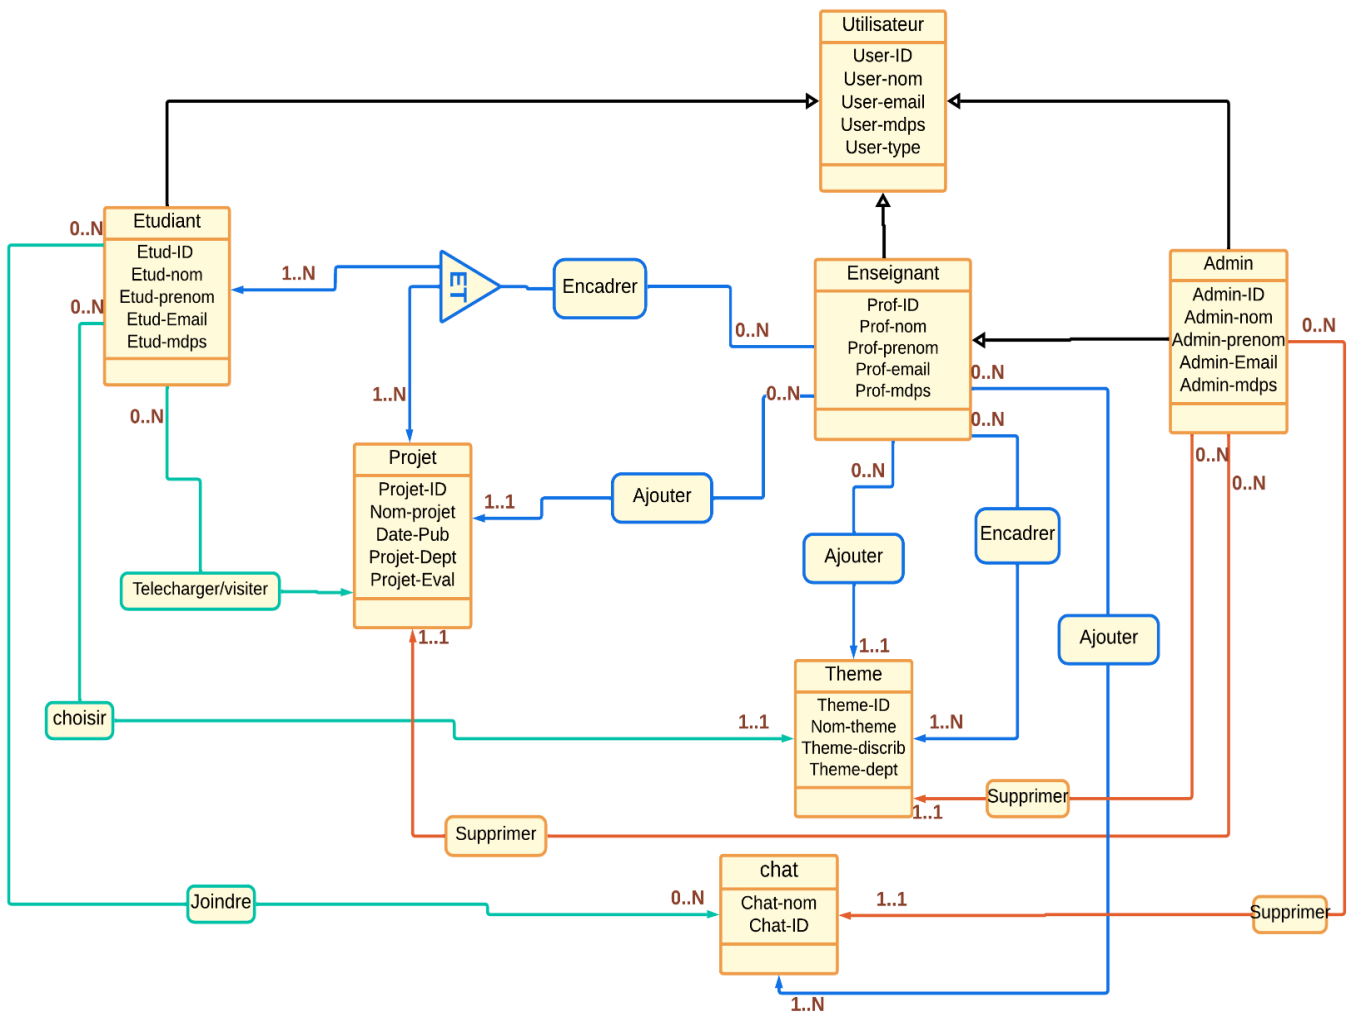 Utilisateur
User-ID
User-nom
User-email
User-mdps
User-type
0..N
Etudiant
Etud-ID
Etud-nom
Etud-prenom
Etud-Email
Etud-mdps
0..N
0..N
1..N
ET
Encadrer
0..N
Enseignant
Prof-ID
Prof-nom
Prof-prenom
Prof-email
Prof-mdps
0..N
0..N
0..N
0..N
Admin
Admin-ID
Admin-nom
Admin-prenom
Admin-Email
Admin-mdps
0..N
0..N
0..N
1..N
Projet
Projet-ID
Nom-projet
Date-Pub
Projet-Dept
Projet-Eval
1..1
Ajouter
Ajouter
Encadrer
Ajouter
Telecharger/visiter
1..1
1..1
Theme
Theme-ID
Nom-theme
Theme-discrib
Theme-dept
choisir
1..1
1..N
Supprimer
1..1
Supprimer
chat
Chat-nom
Chat-ID
Joindre
0..N
1..1
Supprimer
1..N